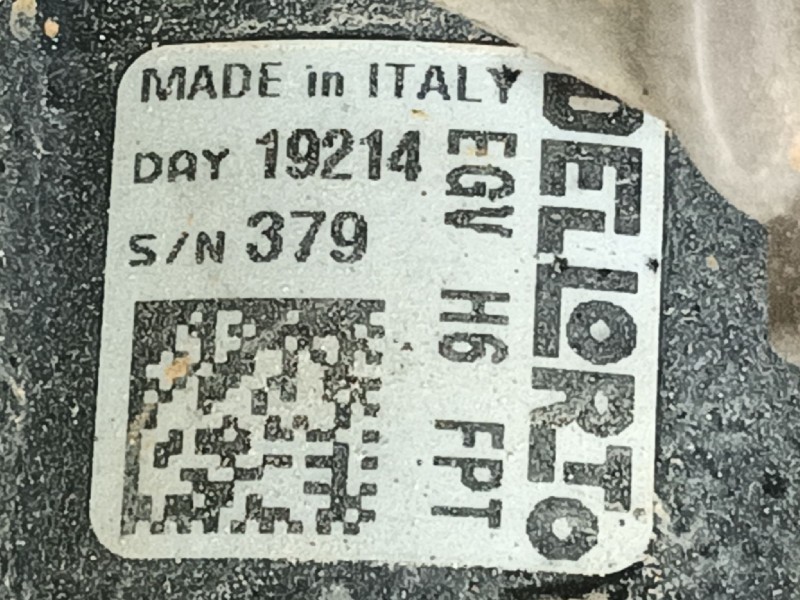 MADE in ITALY
DAY 19214
S/N 379
EGV H6 FPT
DELLORTO